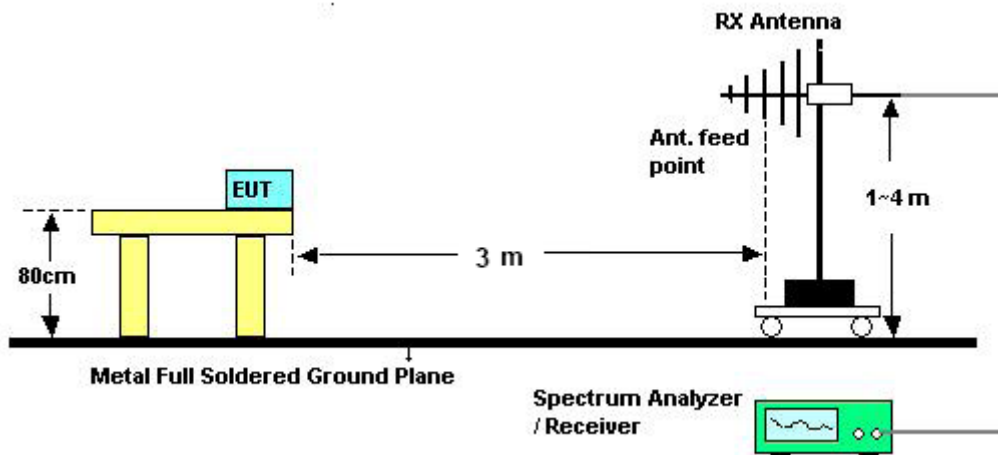 RX Antenna
Ant. feed
point
EUT
1~4 m
3 m
80cm
Metal Full Soldered Ground Plane
Spectrum Analyzer
/ Receiver